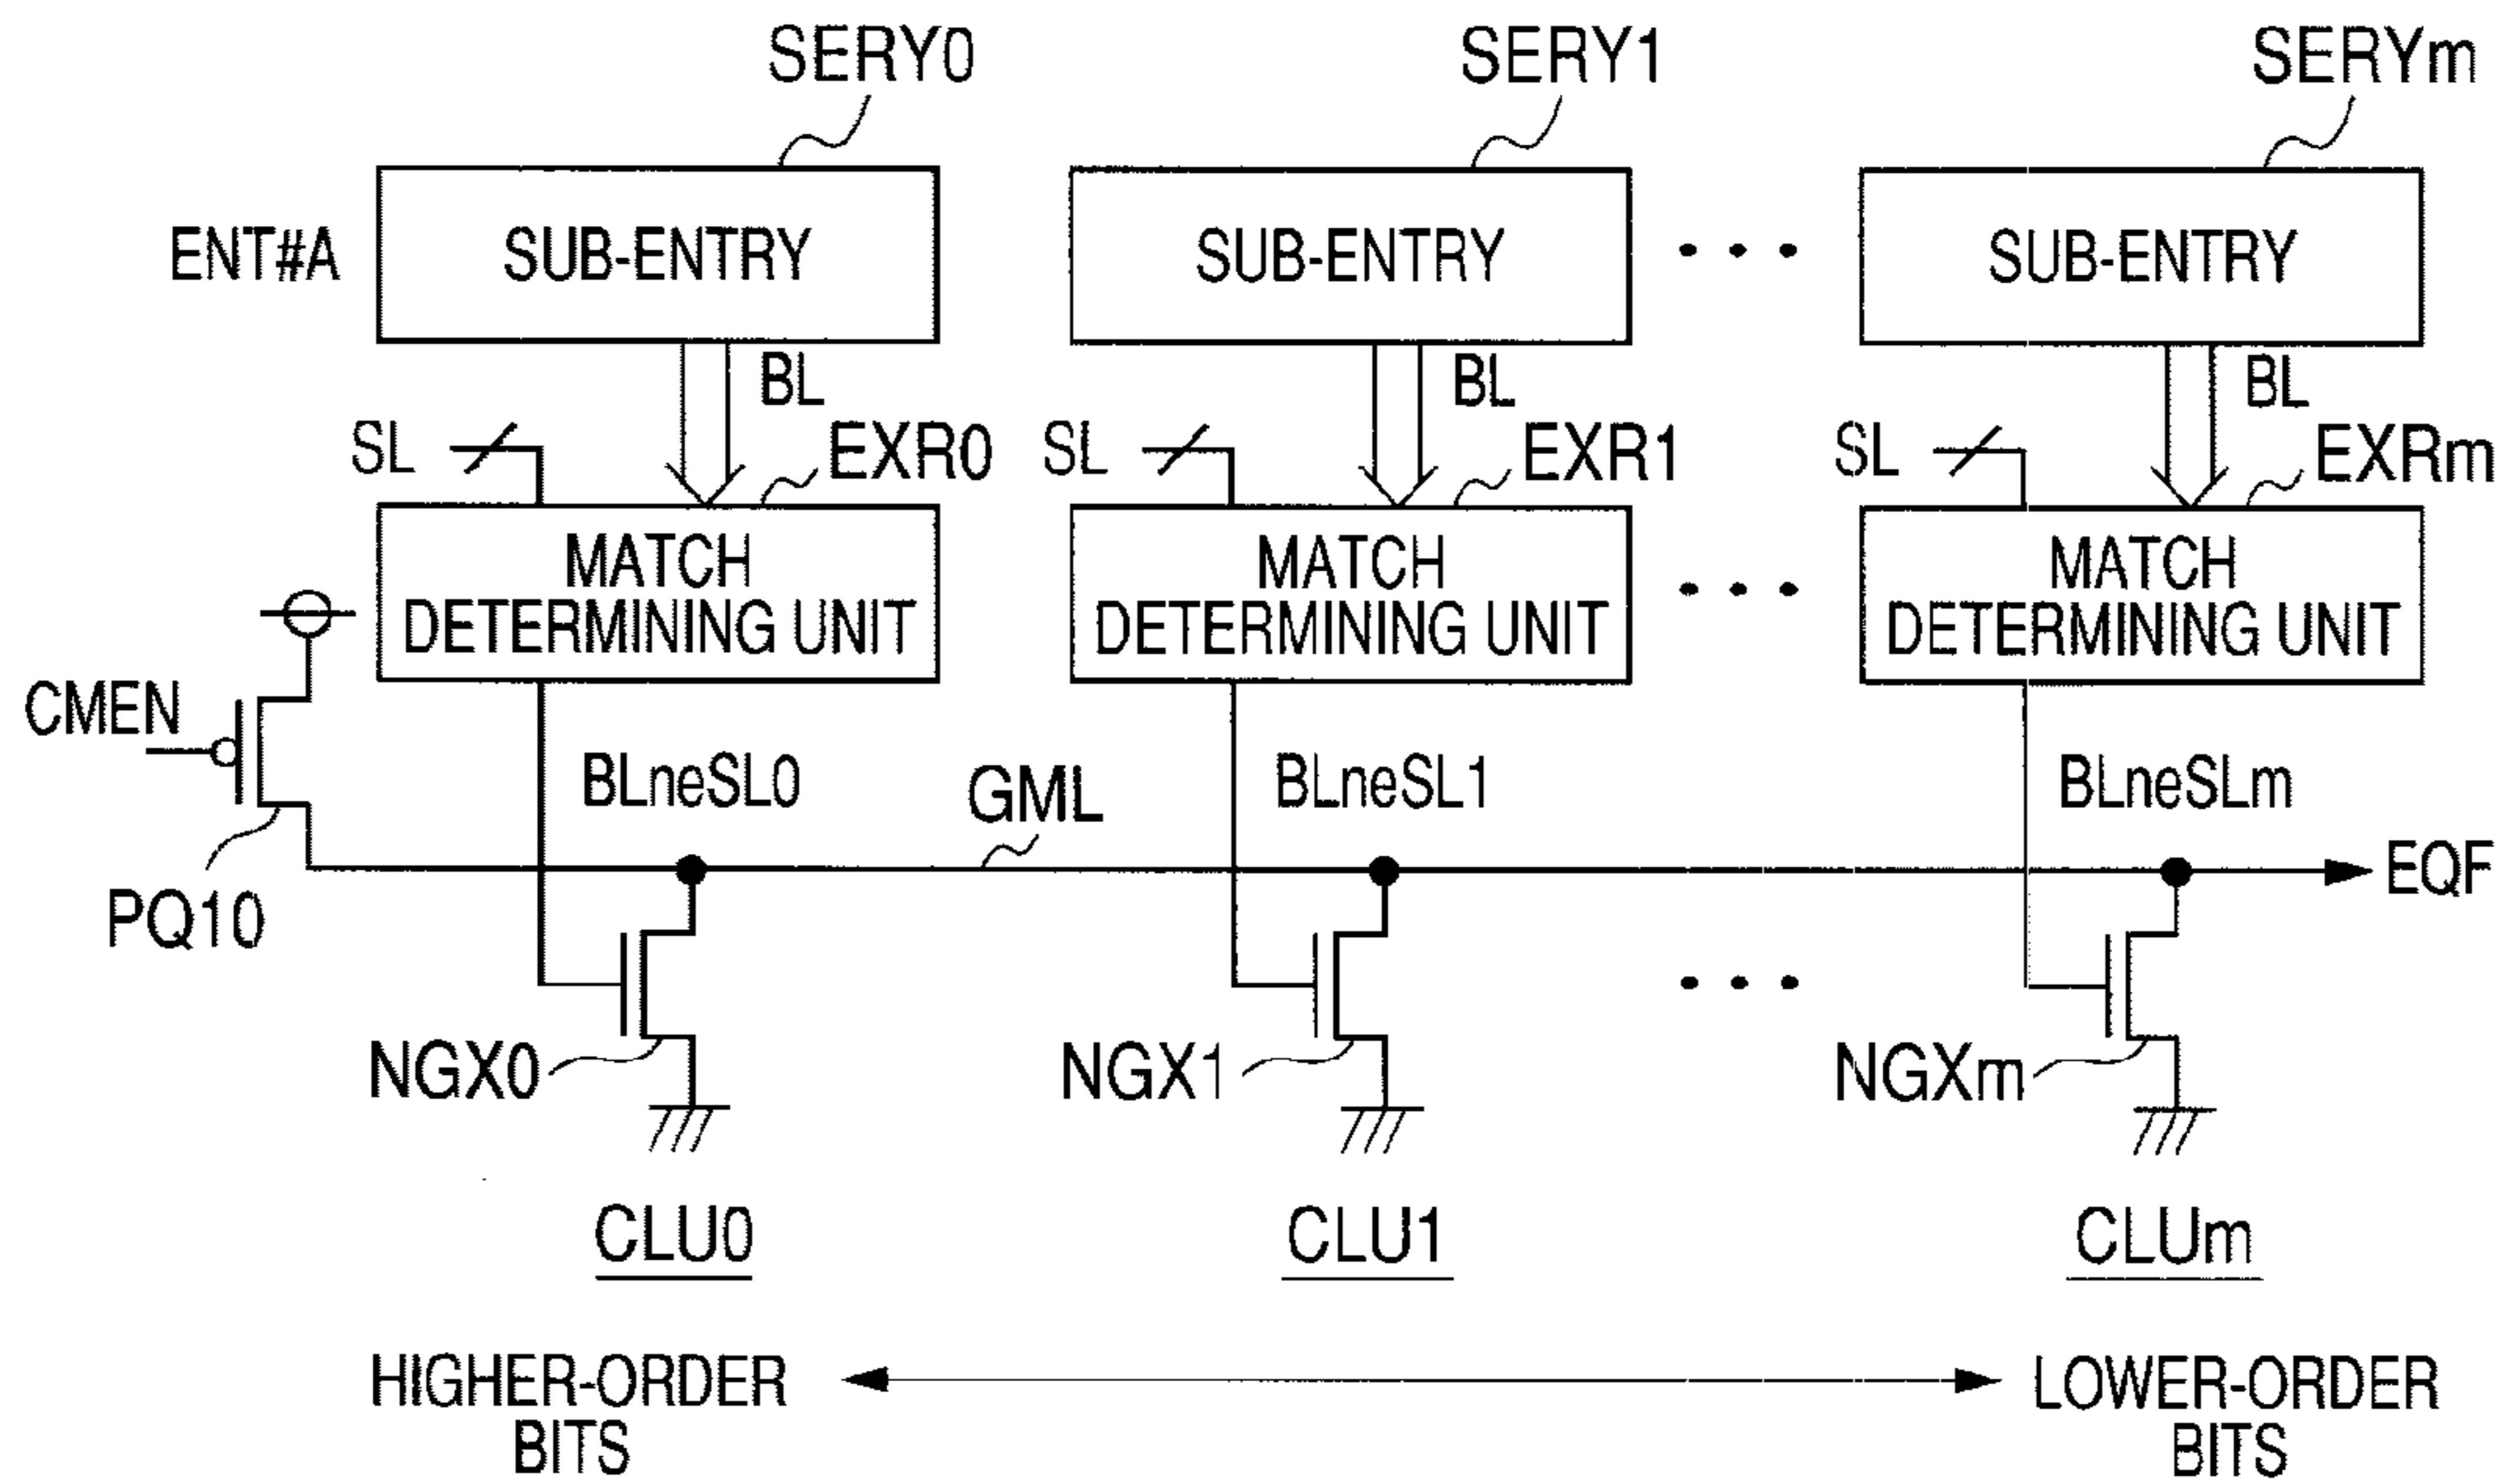 SERY0 SERY1 SERYm
ENT#A SUB-ENTRY SUB-ENTRY SUB-ENTRY
BL BL BL
SL EXR0 SL EXR1 SL EXRm
MATCH DETERMINING UNIT
MATCH DETERMINING UNIT
MATCH DETERMINING UNIT
CMEN
BLneSL0 GML BLneSL1 BLneSLm
PQ10 EQF
NGX0 NGX1 NGXm
CLU0 CLU1 CLUm
HIGHER-ORDER BITS
LOWER-ORDER BITS